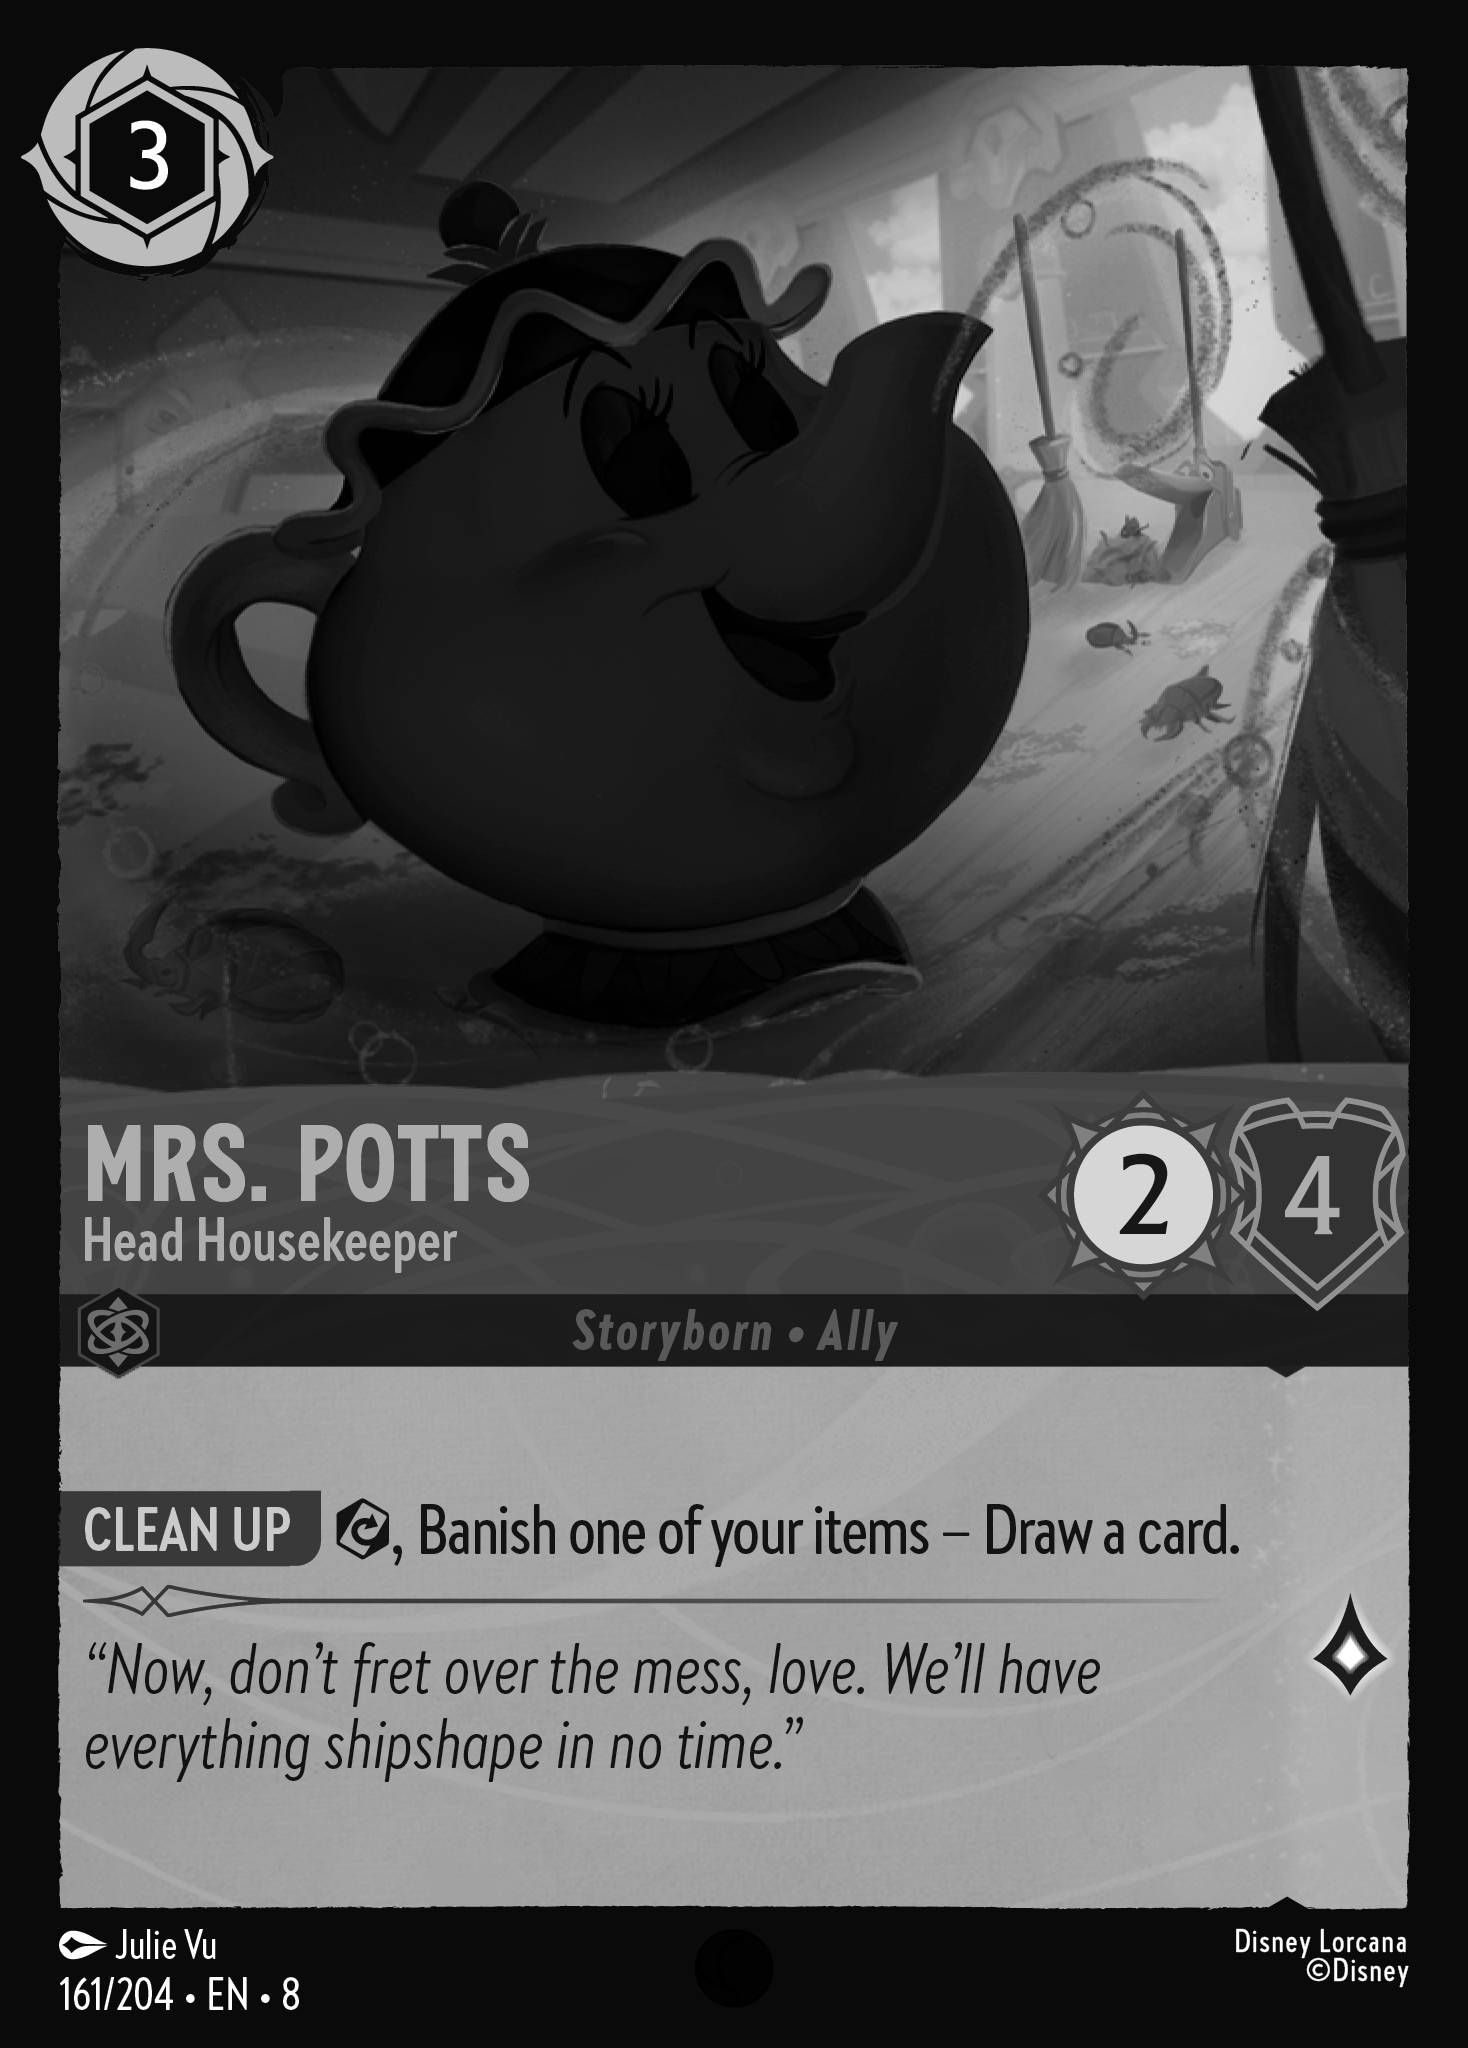 3
MRS. POTTS
Head Housekeeper
2
4
Storyborn • Ally
CLEAN UP , Banish one of your items – Draw a card.
“Now, don’t fret over the mess, love. We’ll have
everything shipshape in no time.”
Julie Vu
161/204 • EN • 8
Disney Lorcana
©Disney